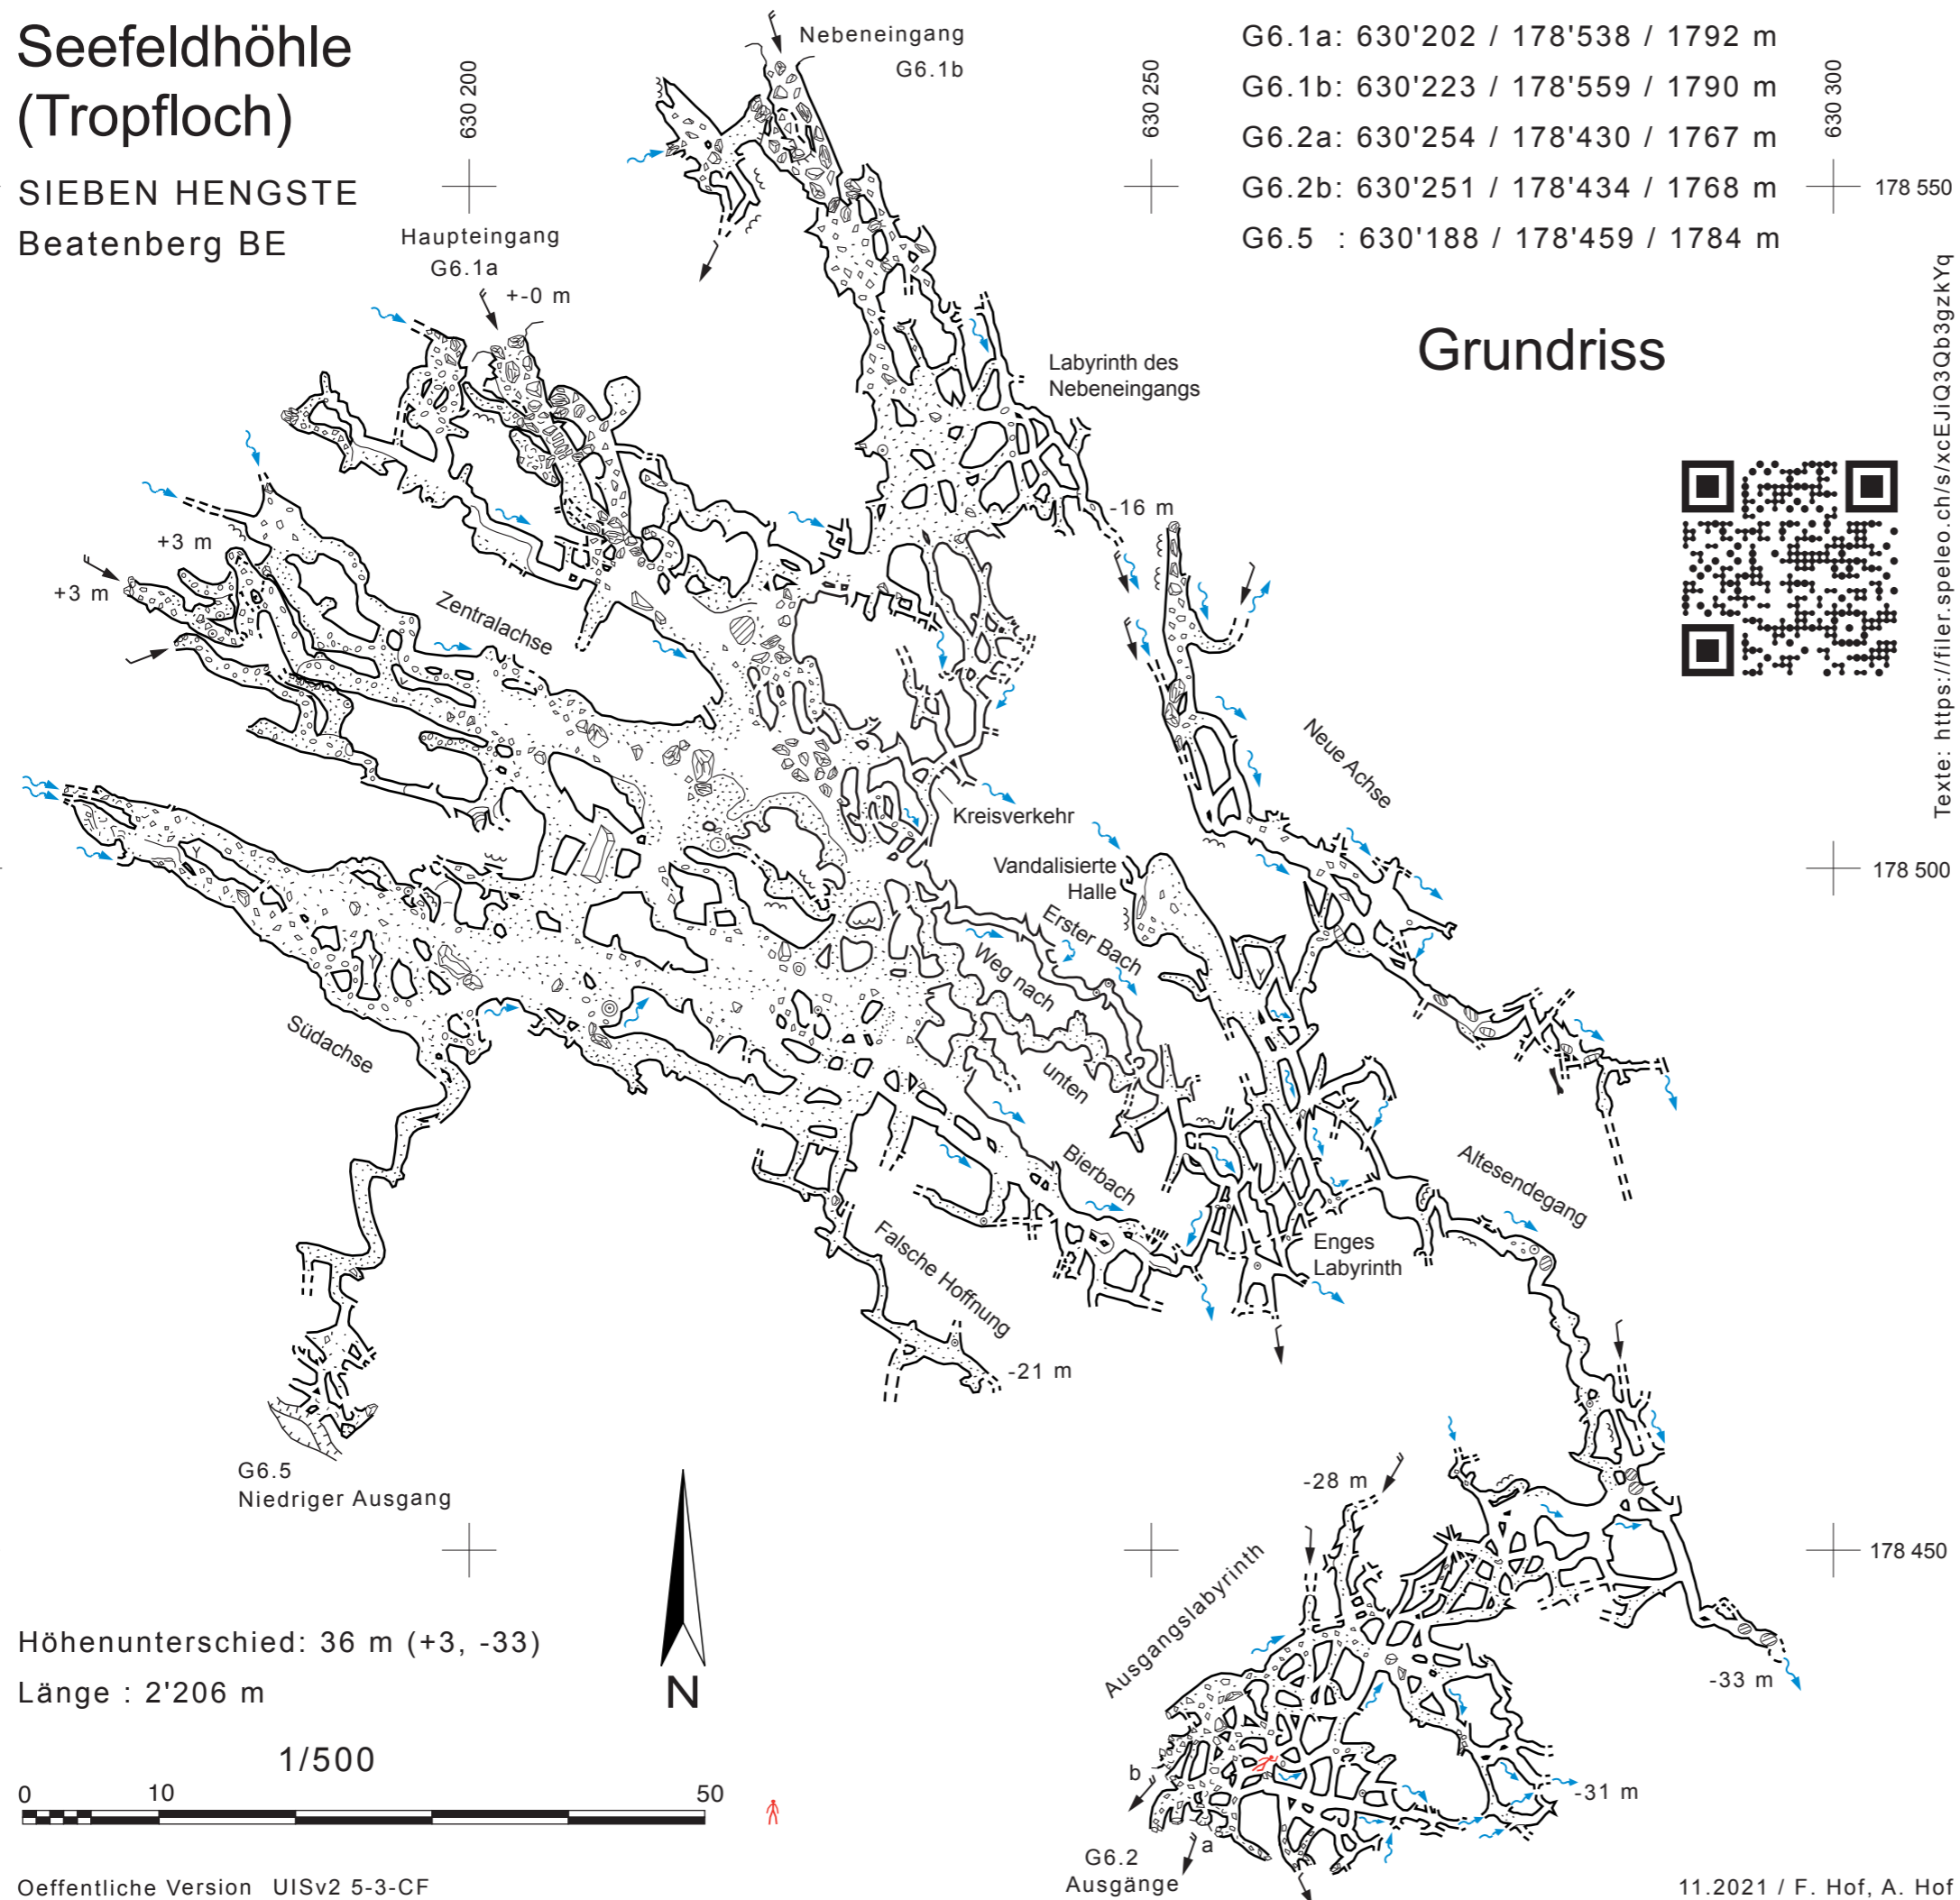 Seefeldhöhle
(Tropfloch)
SIEBEN HENGSTE
Beatenberg BE
Nebeneingang
G6.1b
G6.1a: 630'202 / 178'538 / 1792 m
G6.1b: 630'223 / 178'559 / 1790 m
G6.2a: 630'254 / 178'430 / 1767 m
G6.2b: 630'251 / 178'434 / 1768 m
G6.5 : 630'188 / 178'459 / 1784 m
630 200
630 250
630 300
178 550
Haupteingang
G6.1a
+-0 m
Grundriss
Texte: https://filer.speleo.ch/s/xcEJiQ3Qb3gzkYq
Labyrinth des
Nebeneingangs
-16 m
+3 m
+3 m
Zentralachse
Neue Achse
Kreisverkehr
Vandalisierte
Halle
178 500
Erster Bach
Weg nach
unten
Südachse
Bierbach
Altesendegang
Falsche Hoffnung
Enges
Labyrinth
-21 m
G6.5
Niedriger Ausgang
-28 m
178 450
Ausgangslabyrinth
Höhenunterschied: 36 m (+3, -33)
Länge : 2'206 m
N
-33 m
1/500
0 10 50
b
-31 m
a
G6.2
Ausgänge
Oeffentliche Version UISv2 5-3-CF
11.2021 / F. Hof, A. Hof